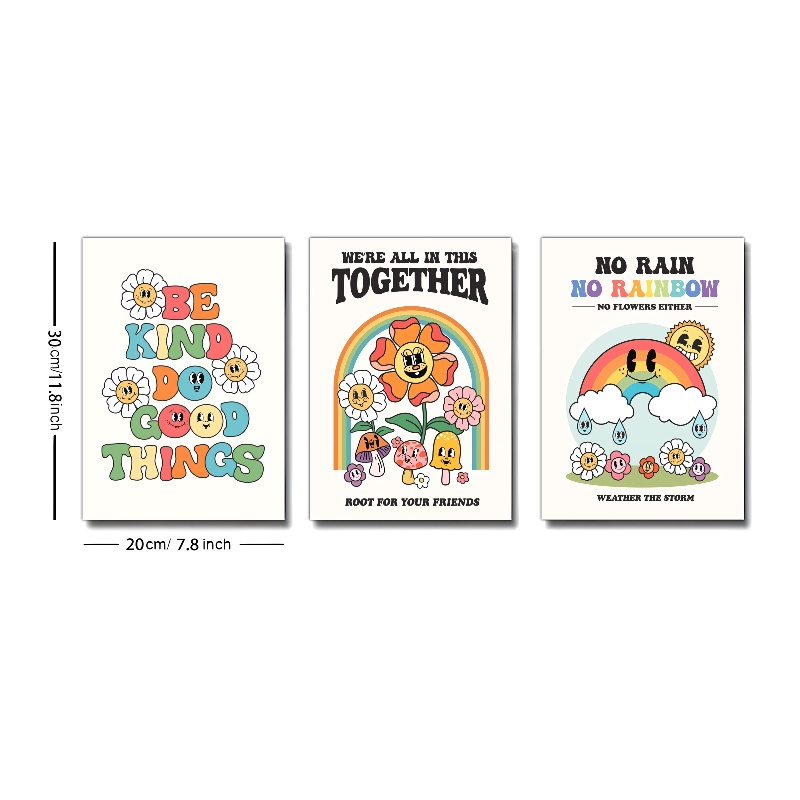 30cm/11.8inch
BE
KIND
DO
GOOD
THINGS
20cm/ 7.8 inch
WE'RE ALL IN THIS
TOGETHER
ROOT FOR YOUR FRIENDS
NO RAIN
NO RAINBOW
NO FLOWERS EITHER
WEATHER THE STORM